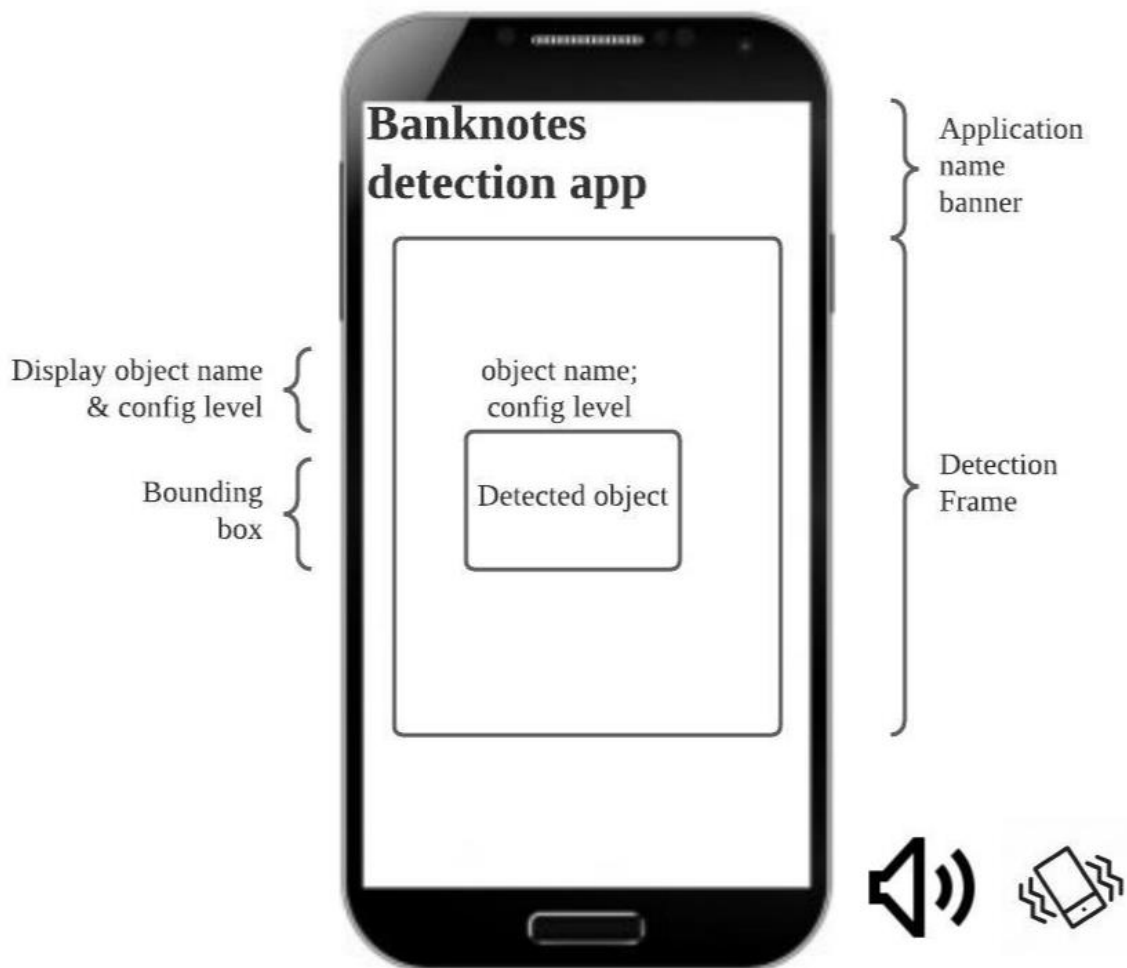 Banknotes
detection app
Application
name
banner
Display object name
& config level
object name;
config level
Bounding
box
Detected object
Detection
Frame